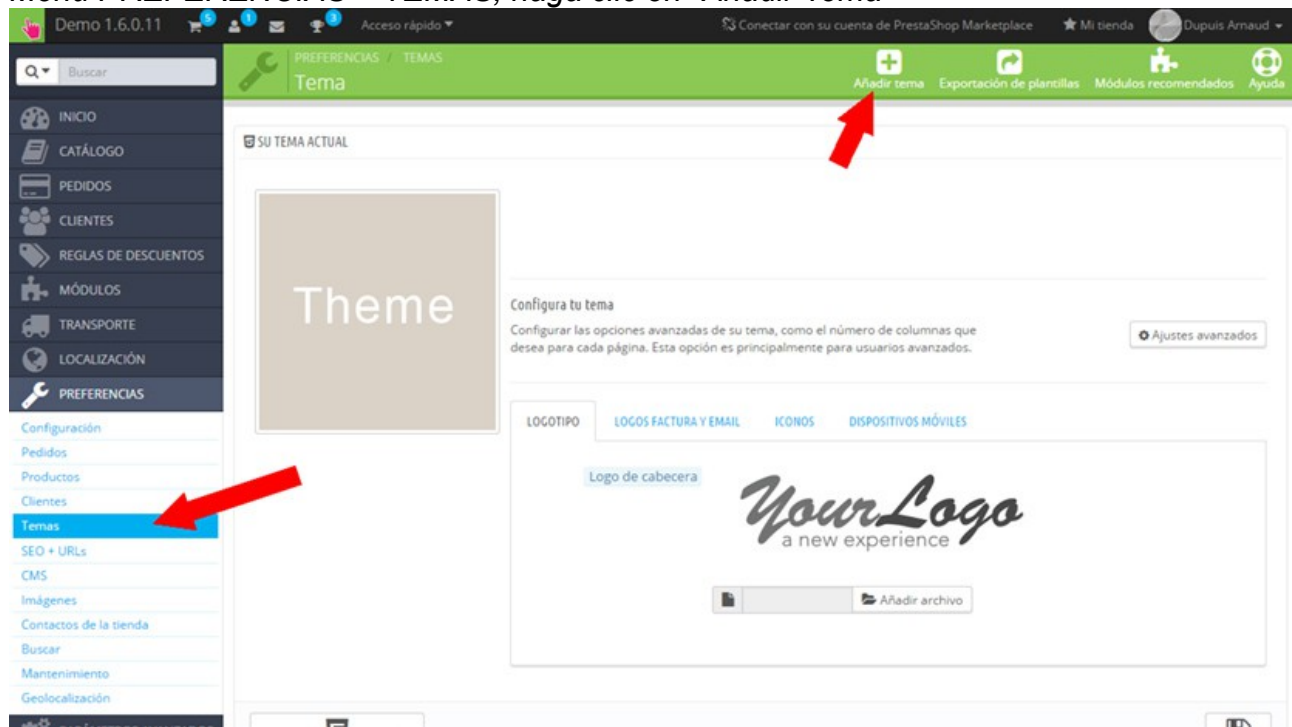 Demo 1.6.0.11
5
1
3
Acceso rápido
Conectar con su cuenta de PrestaShop Marketplace
Mi tienda
Dupuis Arnaud
Buscar
PREFERENCIAS / TEMAS
Tema
Añadir tema
Exportación de plantillas
Módulos recomendados
Ayuda
INICIO
CATÁLOGO
PEDIDOS
CLIENTES
REGLAS DE DESCUENTOS
MÓDULOS
TRANSPORTE
LOCALIZACIÓN
PREFERENCIAS
Configuración
Pedidos
Productos
Clientes
Temas
SEO + URLs
CMS
Imágenes
Contactos de la tienda
Buscar
Mantenimiento
Geolocalización
SU TEMA ACTUAL
Theme
Configura tu tema
Configurar las opciones avanzadas de su tema, como el número de columnas que
desea para cada página. Esta opción es principalmente para usuarios avanzados.
Ajustes avanzados
LOGOTIPO
LOGOS FACTURA Y EMAIL
ICONOS
DISPOSITIVOS MÓVILES
Logo de cabecera
YourLogo
a new experience
Añadir archivo